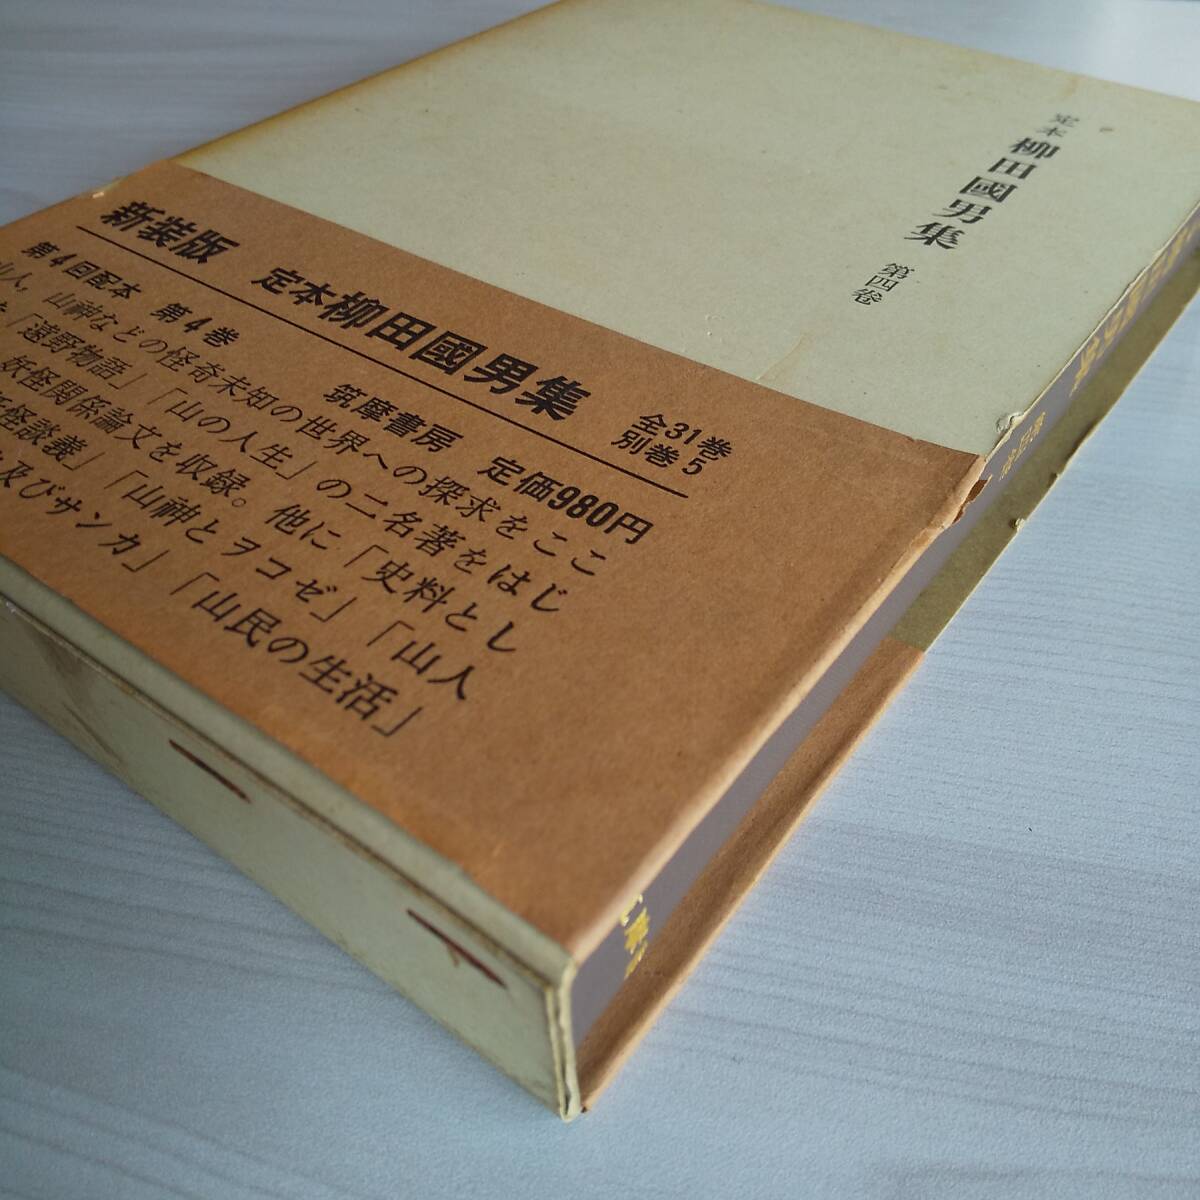 定本 柳田國男集 第四巻
新装版 定本柳田國男集 全31巻 別巻5
第4回配本 第4巻 筑摩書房 定価980円
山人,山神などの怪奇未知の世界への探求をここ
「遠野物語」「山の人生」の二名著をはじ
妖怪関係論文を収録。他に「史料とし
怪談義」「山神とヲコゼ」「山人
及びサンカ」「山民の生活」